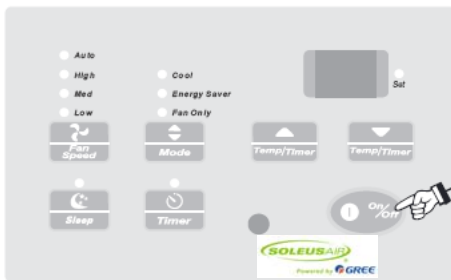 Auto
High
Med
Low
Cool
Energy Saver
Fan Only
Set
Fan
Speed
Mode
Temp/Timer
Temp/Timer
Sleep
Timer
On/Off
SOLEUSAIR
Powered by GREE